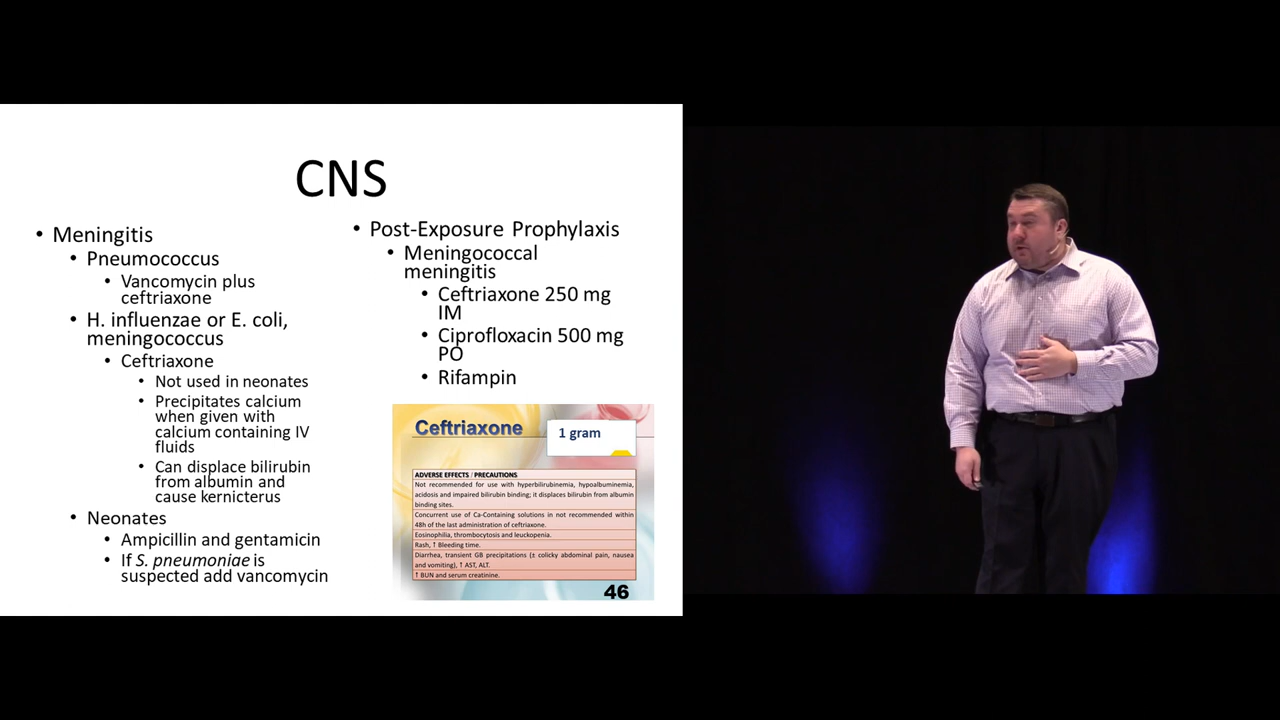 CNS
• Meningitis
• Pneumococcus
• Vancomycin plus
ceftriaxone
• H. influenzae or E. coli,
meningococcus
• Ceftriaxone
• Not used in neonates
• Precipitates calcium
when given with
calcium containing IV
fluids
• Can displace bilirubin
from albumin and
cause kernicterus
• Neonates
• Ampicillin and gentamicin
• If S. pneumoniae is
suspected add vancomycin
• Post-Exposure Prophylaxis
• Meningococcal
meningitis
• Ceftriaxone 250 mg
IM
• Ciprofloxacin 500 mg
PO
• Rifampin
Ceftriaxone
1 gram
ADVERSE EFFECTS / PRECAUTIONS
Not recommended for use with hyperbilirubinemia, hypoalbuminemia,
acidosis and impaired bilirubin binding; it displaces bilirubin from albumin
binding sites.
Concurrent use of Ca-Containing solutions in not recommended within
48h of the last administration of ceftriaxone.
Eosinophilia, thrombocytosis and leuckopenia.
Rash, ↑ Bleeding time.
Diarrhea, transient GB precipitations (± colicky abdominal pain, nausea
and vomiting), ↑ AST, ALT.
↑ BUN and serum creatinine.
46